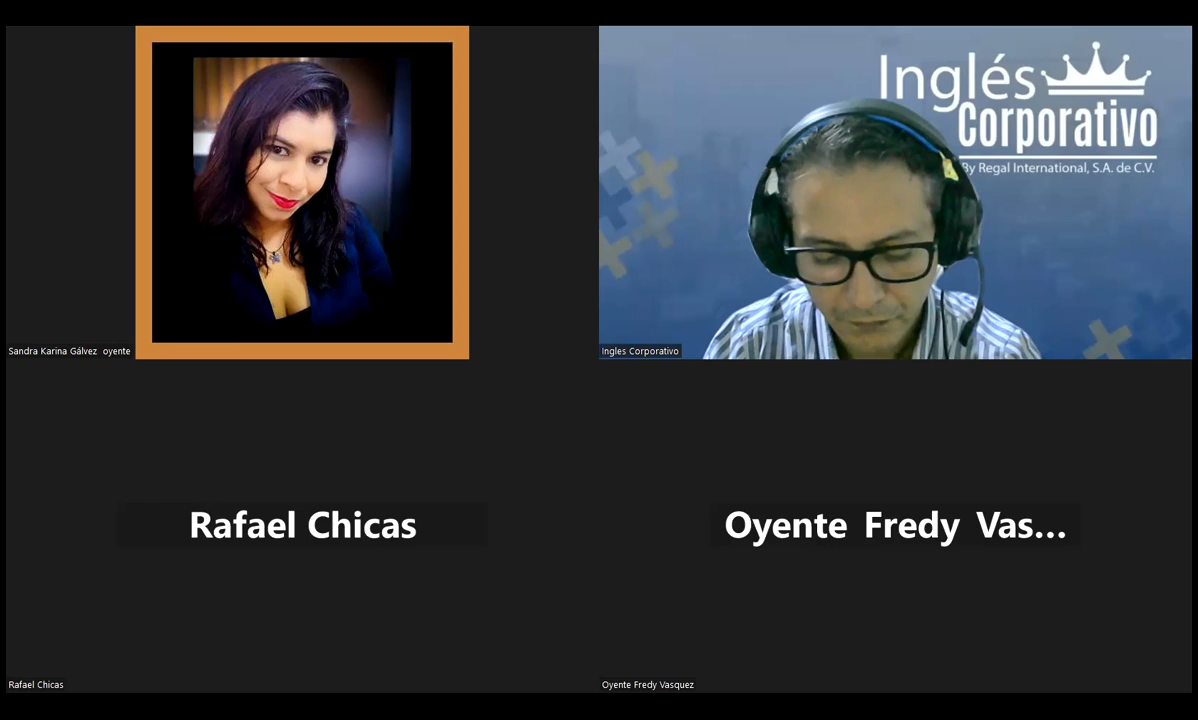 Inglés
Corporativo
By Regal International, S.A. de C.V.
Sandra Karina Gálvez oyente
Ingles Corporativo
Rafael Chicas
Oyente Fredy Vas...
Rafael Chicas
Oyente Fredy Vasquez